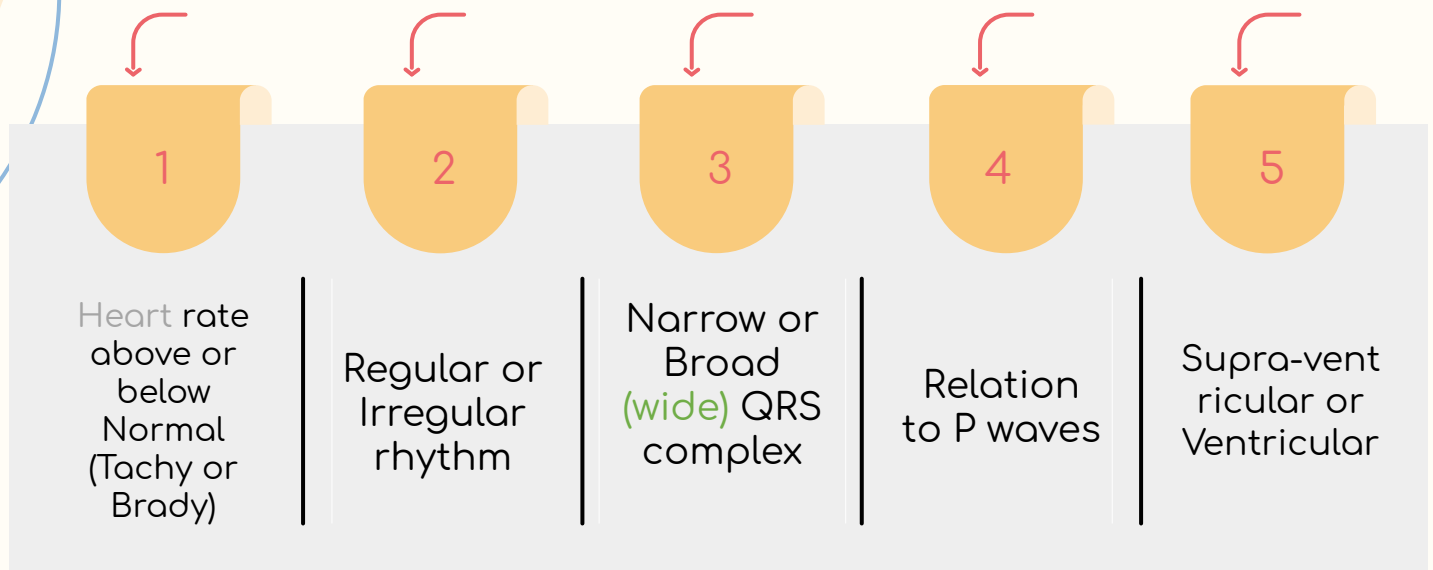 1
Heart rate
above or
below
Normal
(Tachy or
Brady)
2
Regular or
Irregular
rhythm
3
Narrow or
Broad
(wide) QRS
complex
4
Relation
to P waves
5
Supra-vent
ricular or
Ventricular